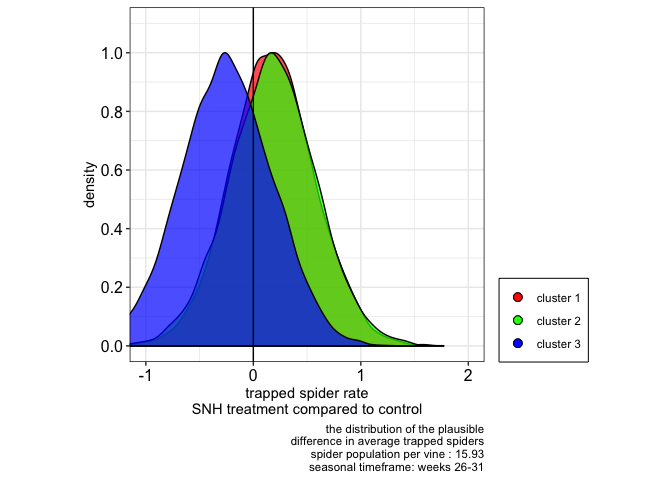 1.0
0.8
0.6
0.4
0.2
0.0
density
-1 0 1 2
trapped spider rate
SNH treatment compared to control
cluster 1
cluster 2
cluster 3
the distribution of the plausible
difference in average trapped spiders
spider population per vine : 15.93
seasonal timeframe: weeks 26-31